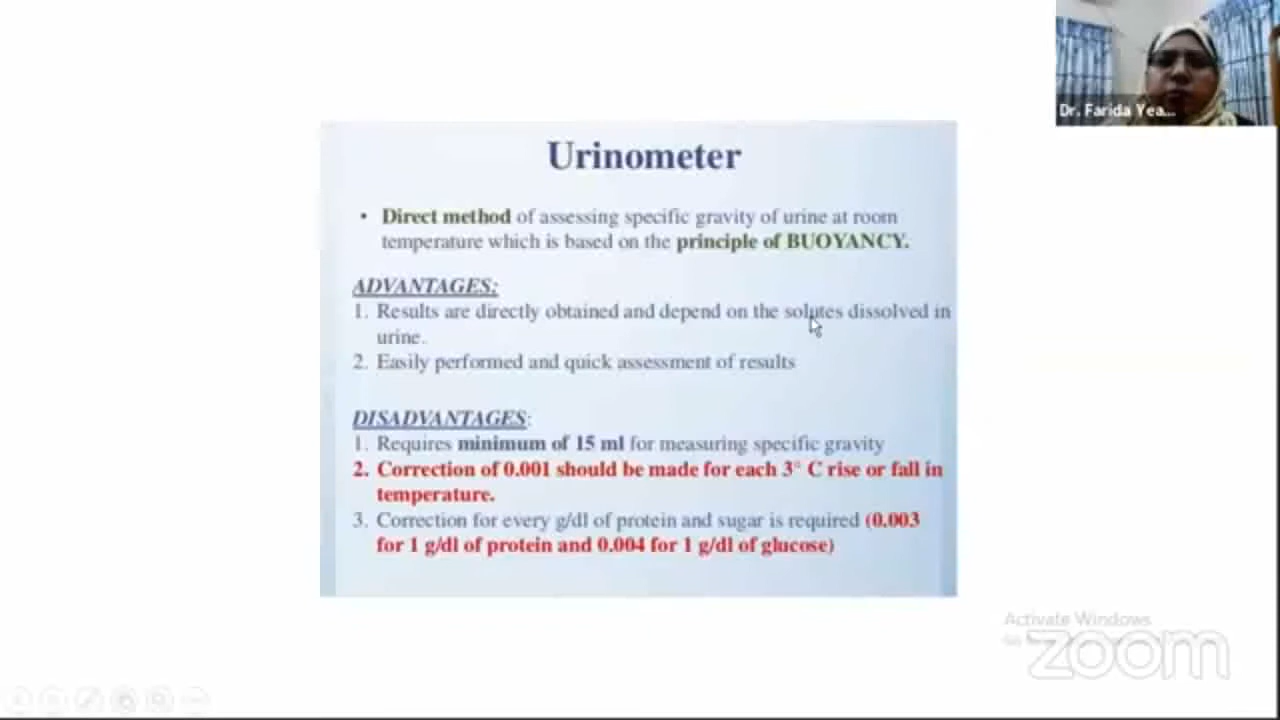 Dr. Farida Yea...
Urinometer
• Direct method of assessing specific gravity of urine at room
temperature which is based on the principle of BUOYANCY.
ADVANTAGES:
1. Results are directly obtained and depend on the solutes dissolved in
urine.
2. Easily performed and quick assessment of results
DISADVANTAGES:
1. Requires minimum of 15 ml for measuring specific gravity
2. Correction of 0.001 should be made for each 3° C rise or fall in
temperature.
3. Correction for every g/dl of protein and sugar is required (0.003
for 1 g/dl of protein and 0.004 for 1 g/dl of glucose)
Activate Windows
zoom